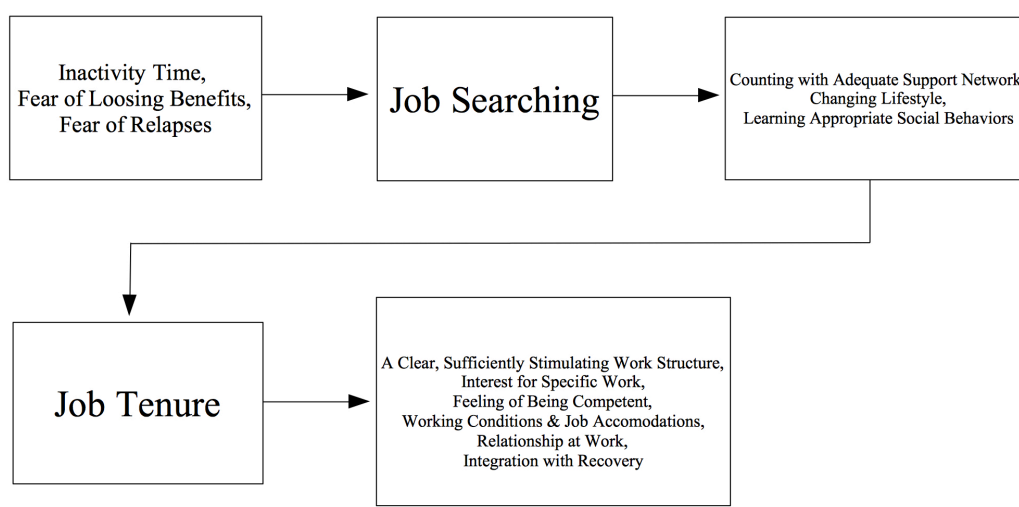 Inactivity Time,
Fear of Loosing Benefits,
Fear of Relapses
Job Searching
Counting with Adequate Support Network
Changing Lifestyle,
Learning Appropriate Social Behaviors
Job Tenure
A Clear, Sufficiently Stimulating Work Structure,
Interest for Specific Work,
Feeling of Being Competent,
Working Conditions & Job Accomodations,
Relationship at Work,
Integration with Recovery